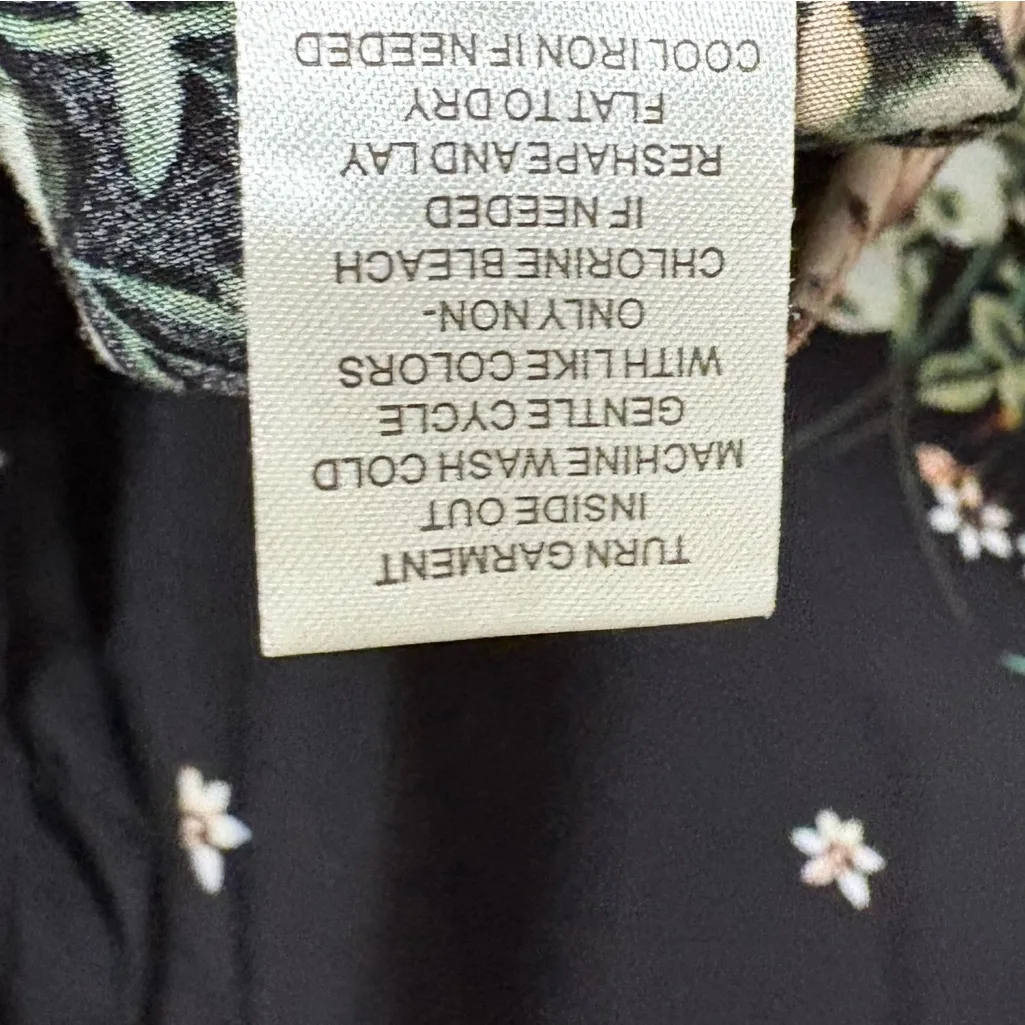 TURN GARMENT
INSIDE OUT
MACHINE WASH COLD
GENTLE CYCLE
WITH LIKE COLORS
ONLY NON-
CHLORINE BLEACH
IF NEEDED
RESHAPE AND LAY
FLAT TO DRY
COOL IRON IF NEEDED